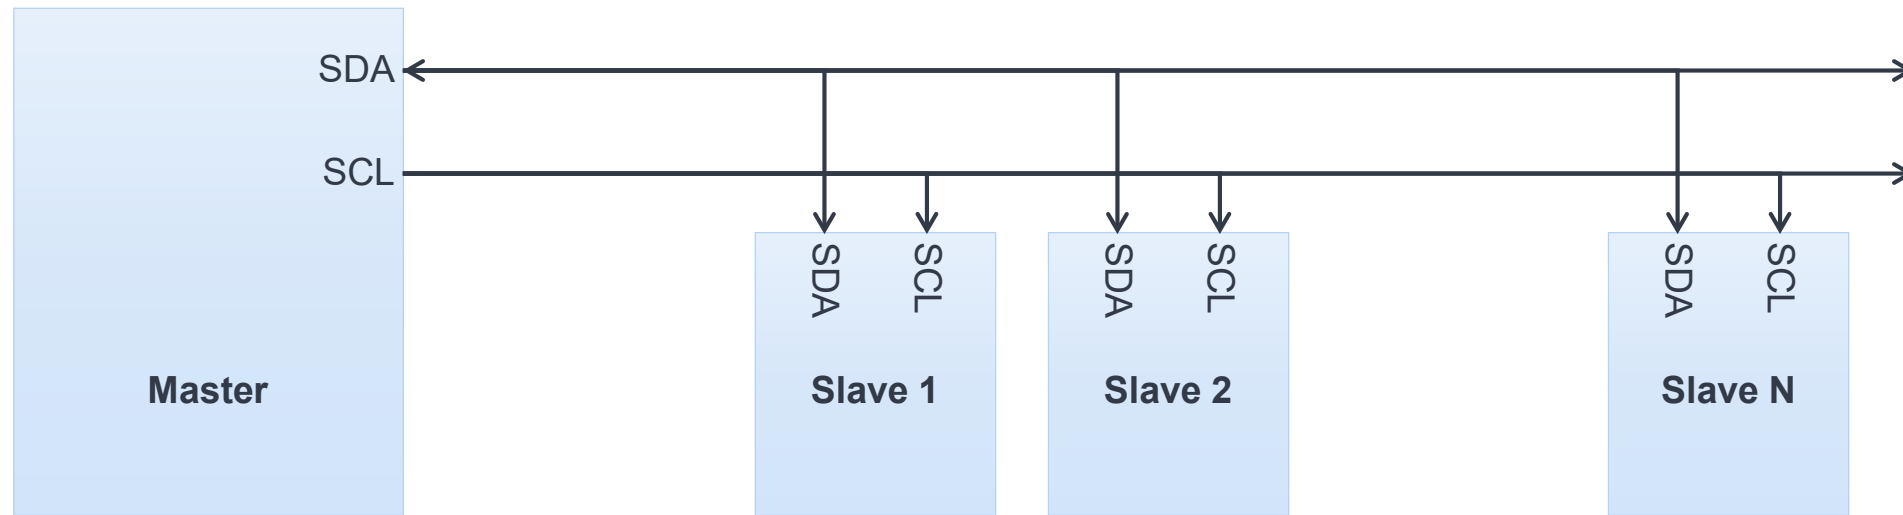 SDA
SCL
Master
SDA
SCL
Slave 1
SDA
SCL
Slave 2
SDA
SCL
Slave N